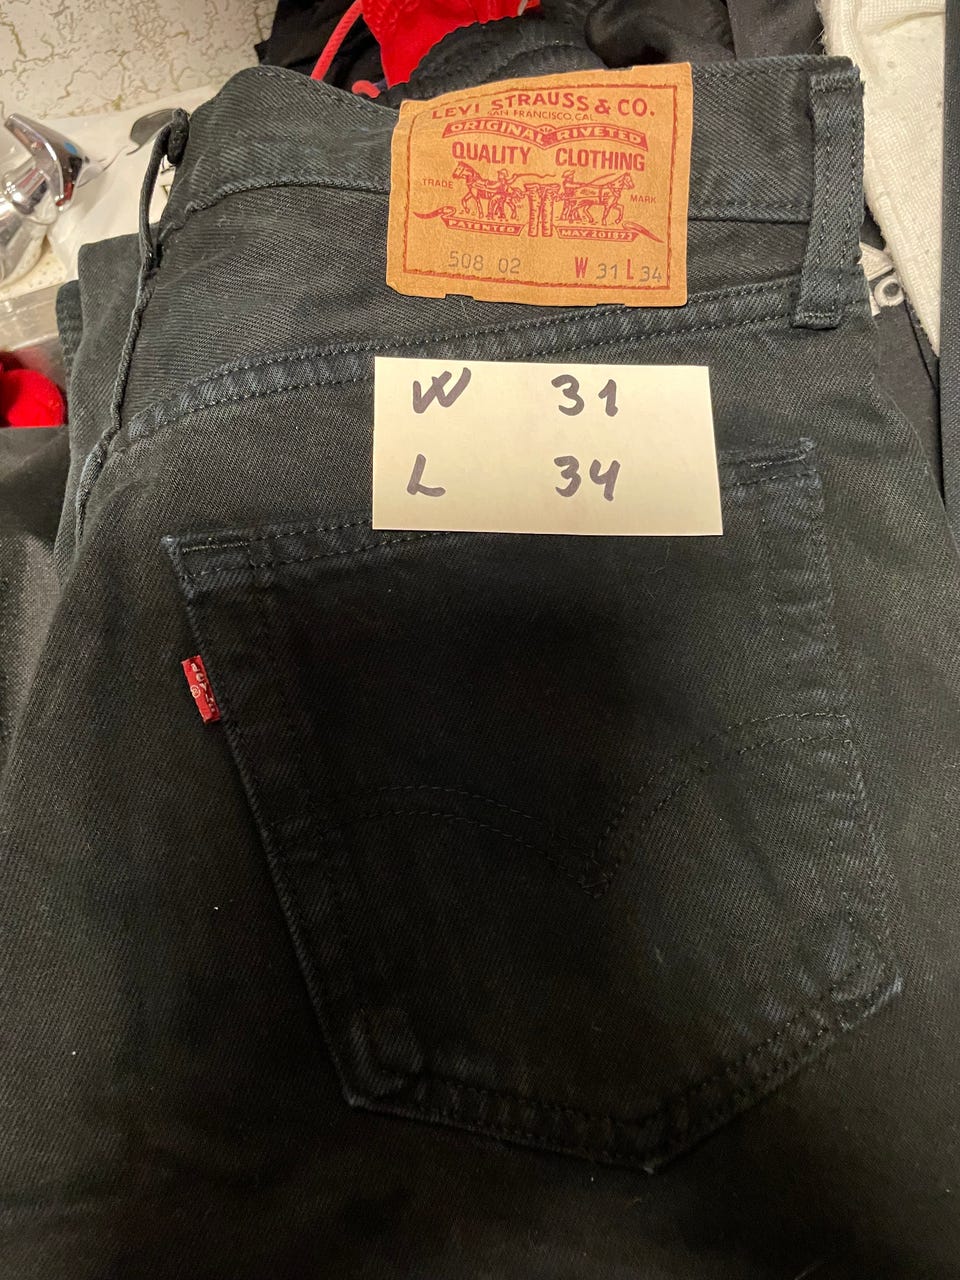 LEVI STRAUSS & CO.
SAN FRANCISCO, CAL.
ORIGINAL RIVETED
QUALITY CLOTHING
TRADE MARK
PATENTED MAY 20 1873
508 02 W 31 L 34
W 31
L 34
LEVI'S
®